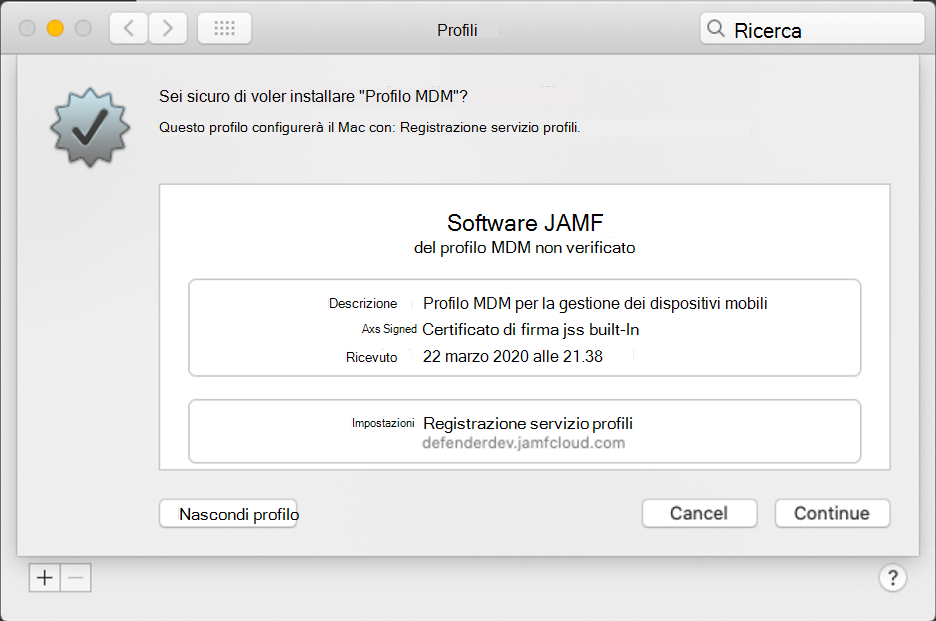 Profili
Ricerca
Sei sicuro di voler installare "Profilo MDM"?
Questo profilo configurerà il Mac con: Registrazione servizio profili.
Software JAMF
del profilo MDM non verificato
Descrizione Profilo MDM per la gestione dei dispositivi mobili
Axs Signed Certificato di firma jss built-In
Ricevuto 22 marzo 2020 alle 21.38
Impostazioni Registrazione servizio profili
defenderdev.jamfcloud.com
Nascondi profilo Cancel Continue
+ − ?